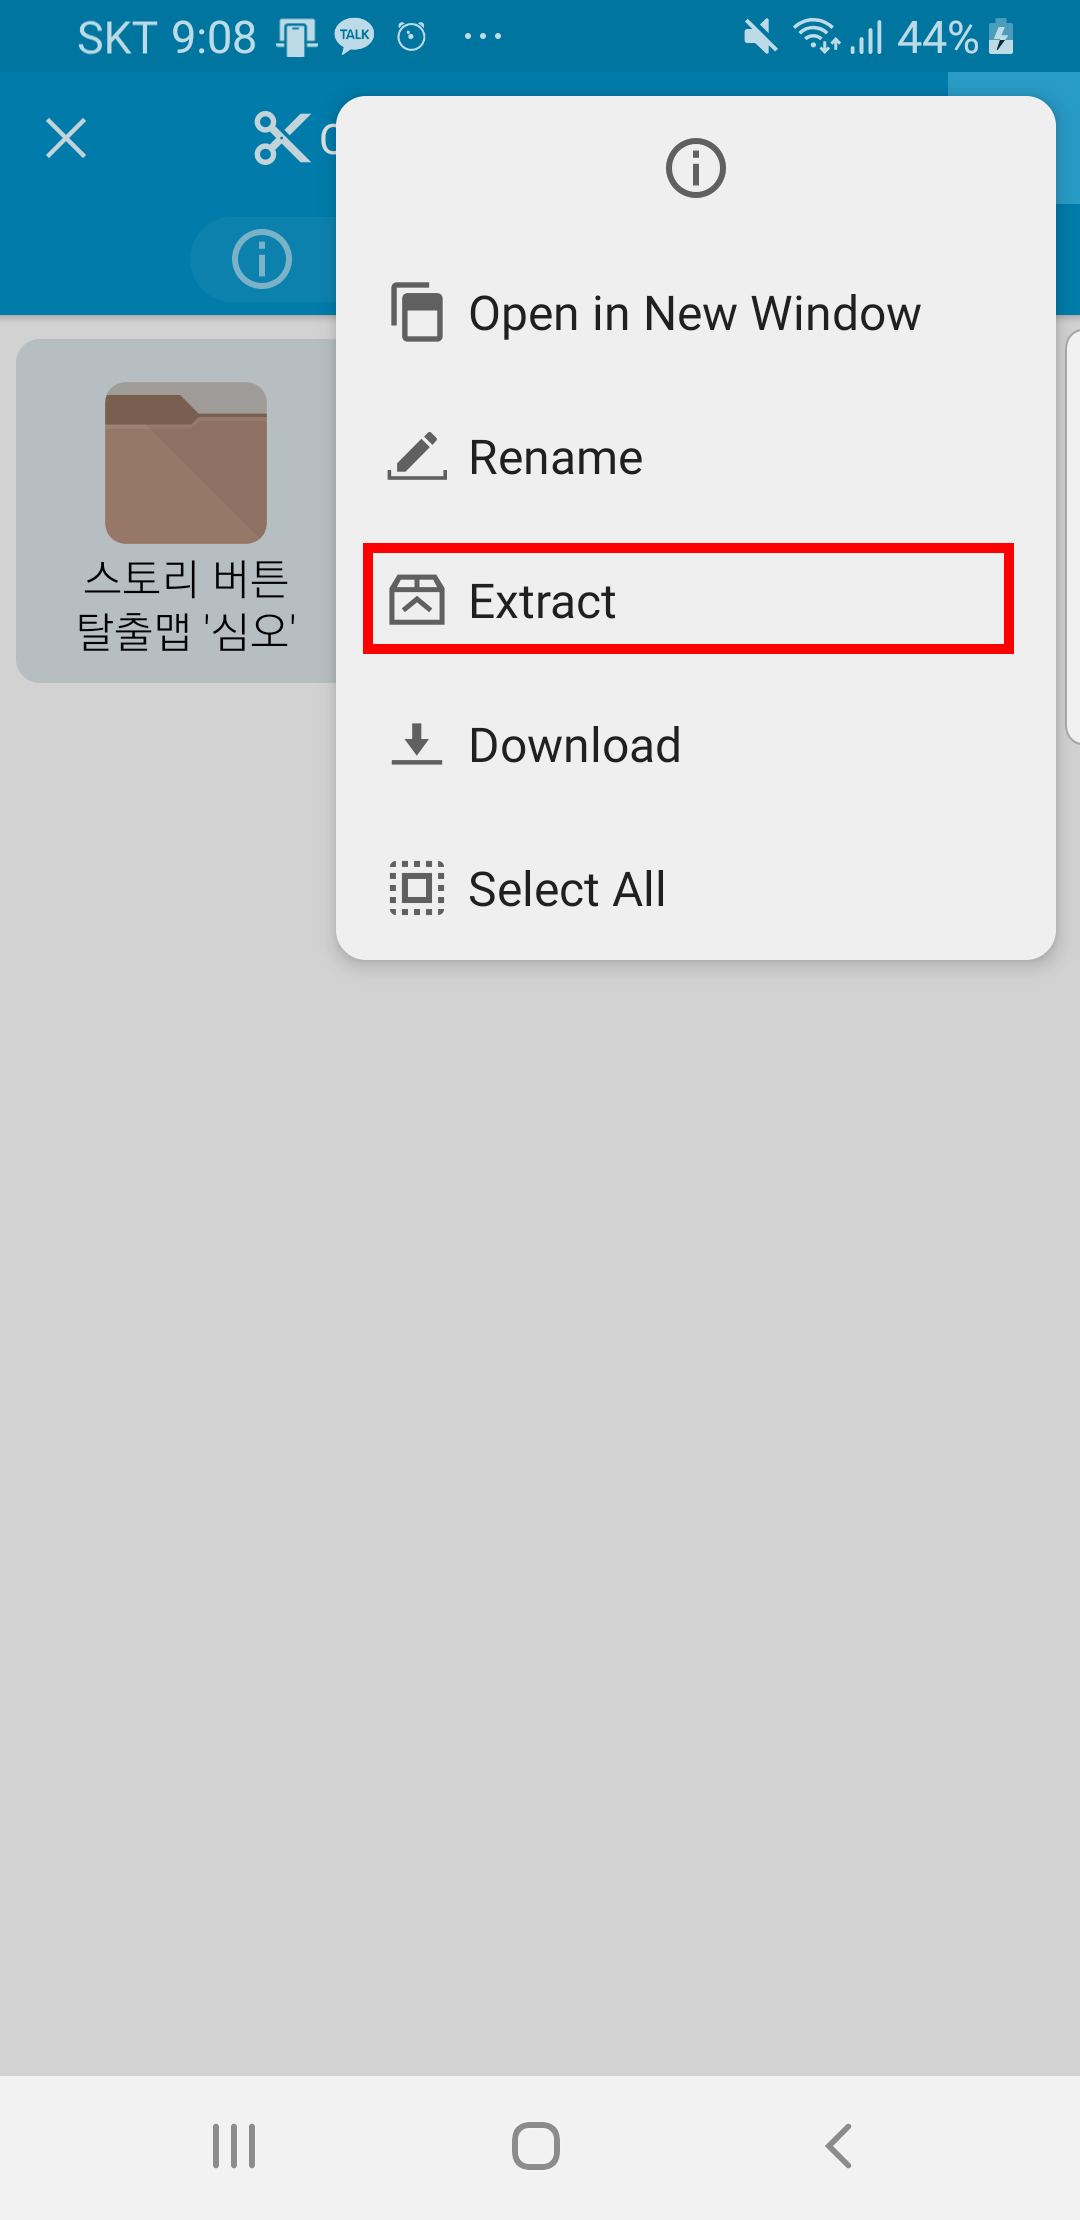 SKT 9:08 TALK 44%
Open in New Window
Rename
Extract
Download
Select All
스토리 버튼
탈출맵 '심오'